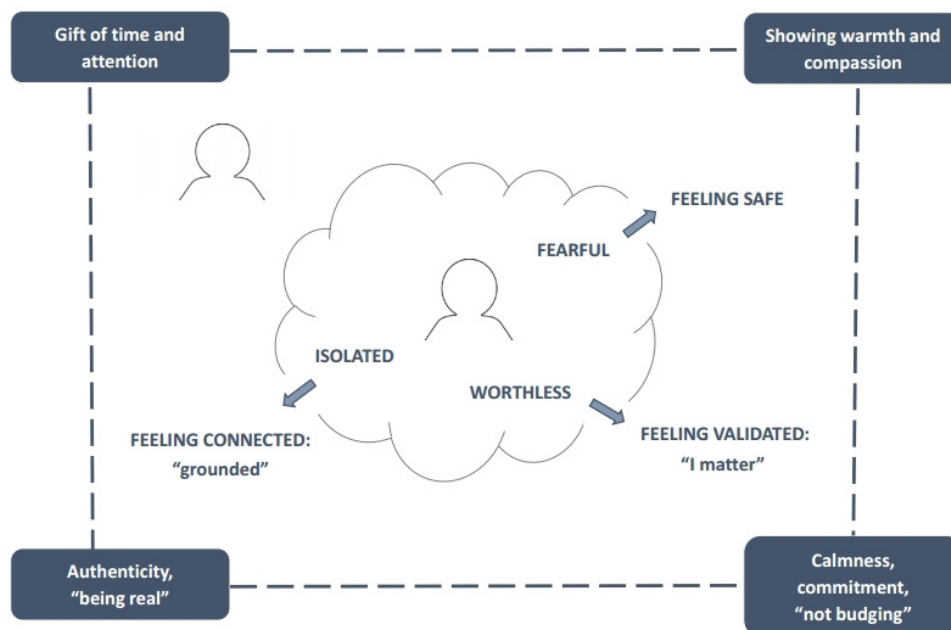 Gift of time and
attention
Showing warmth and
compassion
FEELING SAFE
FEARFUL
ISOLATED
WORTHLESS
FEELING CONNECTED:
“grounded”
FEELING VALIDATED:
“I matter”
Authenticity,
“being real”
Calmness,
commitment,
“not budging”